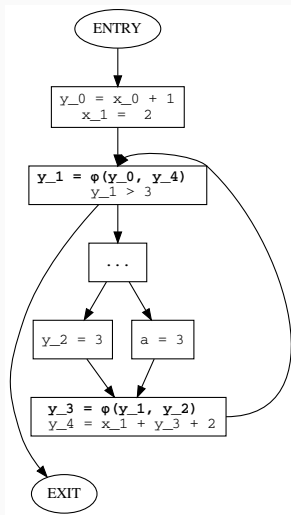 ENTRY
y_0 = x_0 + 1
x_1 =  2
y_1 = φ(y_0, y_4)
y_1 > 3
...
y_2 = 3
a = 3
y_3 = φ(y_1, y_2)
y_4 = x_1 + y_3 + 2
EXIT